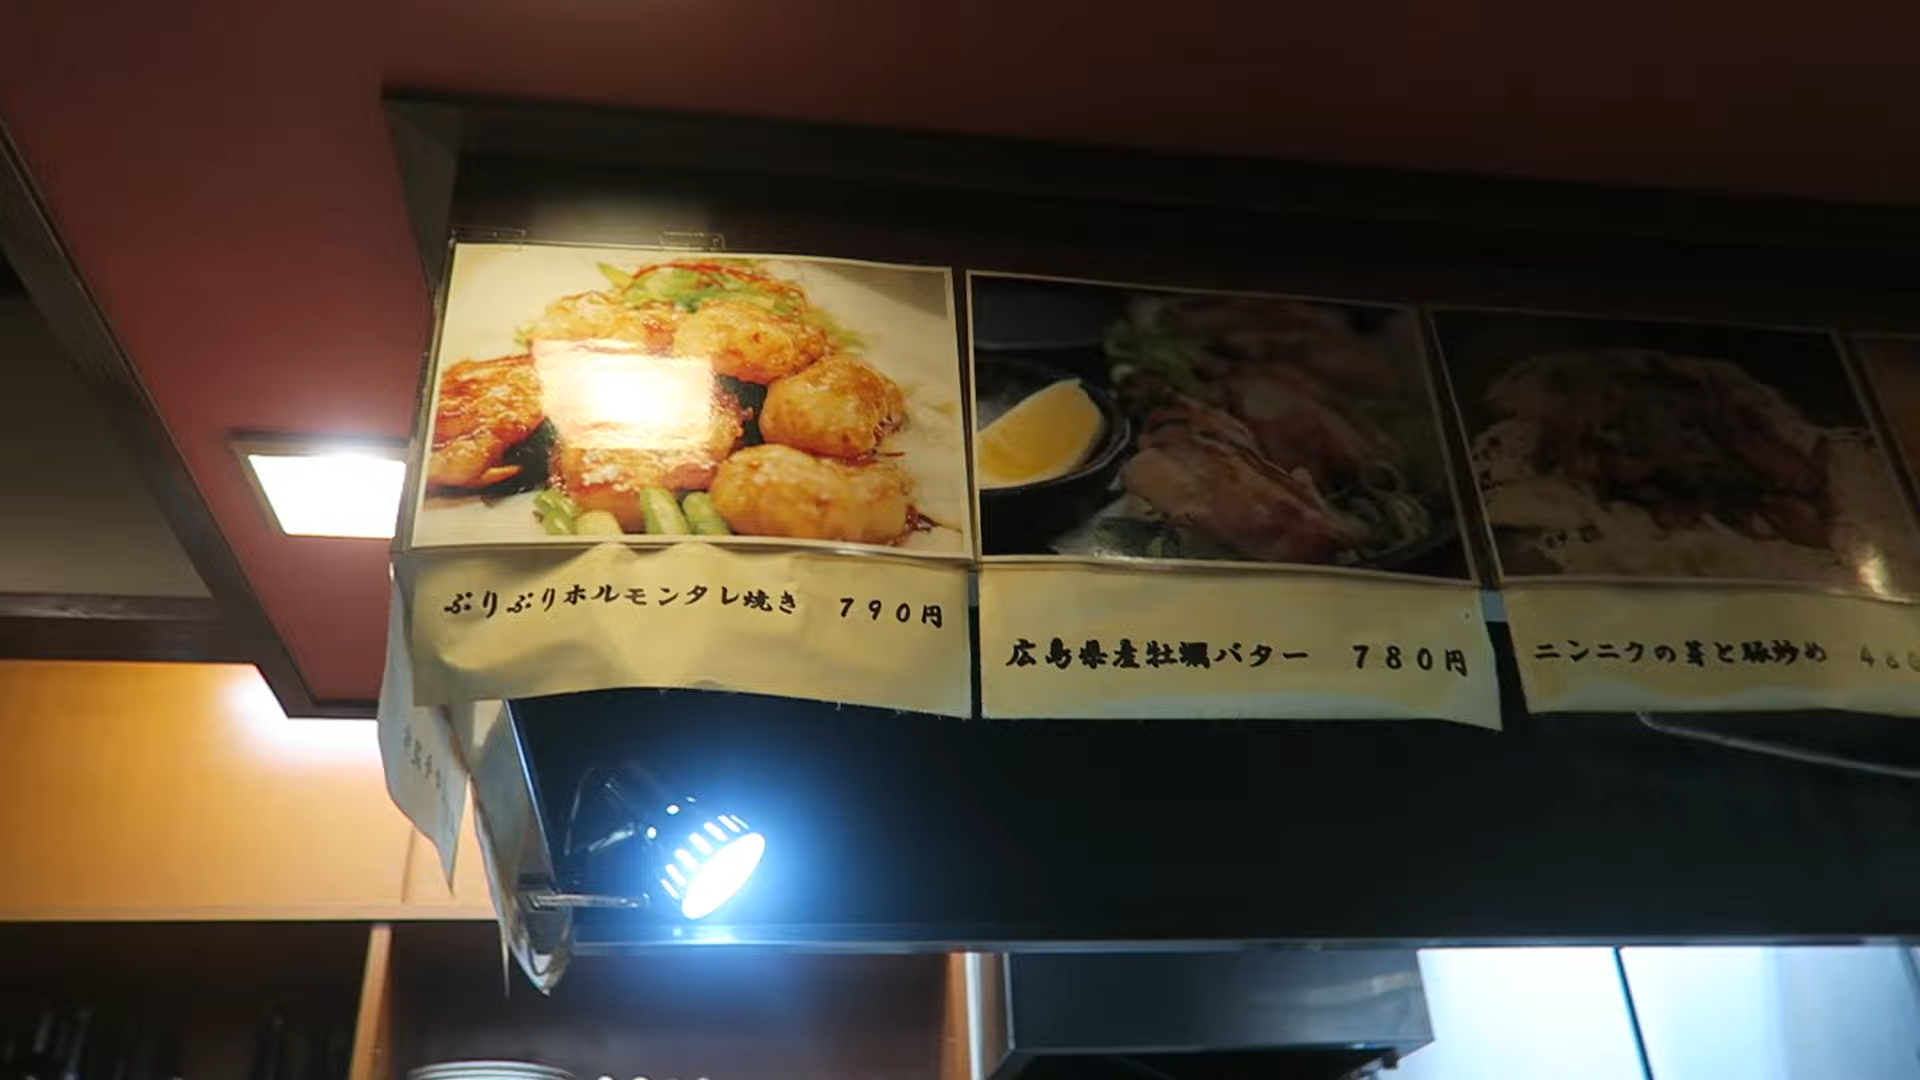 ぷりぷりホルモンタレ焼き ７９０円
広島県産牡蠣バター ７８０円
ニンニクの芽と豚炒め ４８０